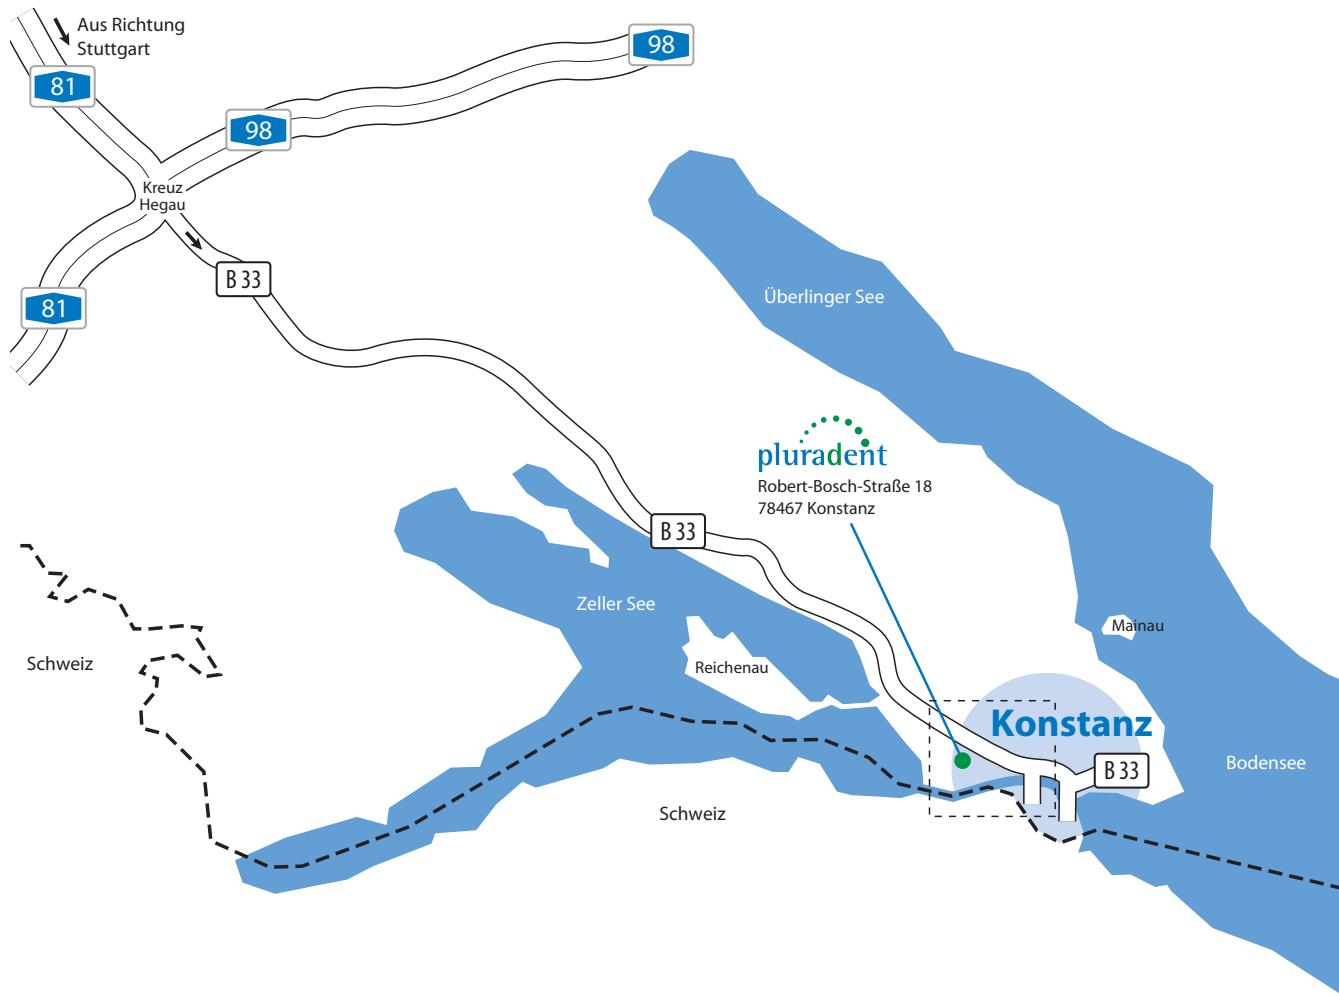 Aus Richtung
Stuttgart
98
81
98
Kreuz
Hegau
B 33
81
Überlinger See
pluradent
Robert-Bosch-Straße 18
78467 Konstanz
B 33
Zeller See
Mainau
Schweiz
Reichenau
Konstanz
B 33
Bodensee
Schweiz